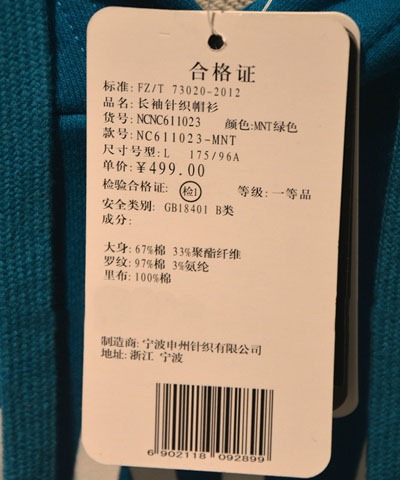 合格证
标准: FZ/T 73020-2012
品名: 长袖针织帽衫
货号: NCNC611023 颜色:MNT绿色
款号: NC611023-MNT
尺寸号型: L 175/96A
单价: ¥499.00
检验合格证: 检1 等级: 一等品
安全类别: GB18401 B类
成分:
大身: 67%棉 33%聚酯纤维
罗纹: 97%棉 3%氨纶
里布: 100%棉
制造商: 宁波申州针织有限公司
地址: 浙江 宁波
6 902118 092899